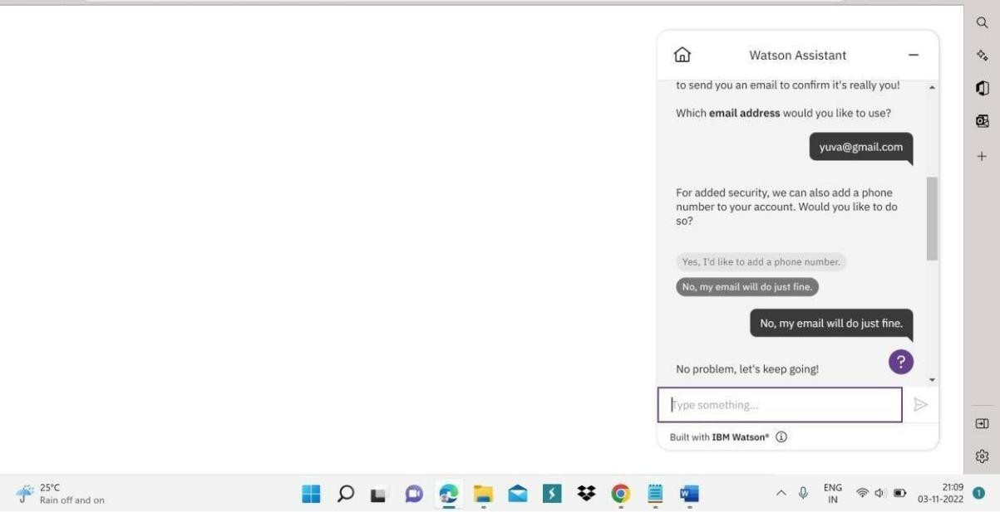 Watson Assistant
to send you an email to confirm it's really you!
Which email address would you like to use?
yuva@gmail.com
For added security, we can also add a phone
number to your account. Would you like to do
so?
Yes, I'd like to add a phone number.
No, my email will do just fine.
No, my email will do just fine.
?
No problem, let's keep going!
Type something...
Built with IBM Watson®
25°C
Rain off and on
ENG
IN
21:09
03-11-2022
1